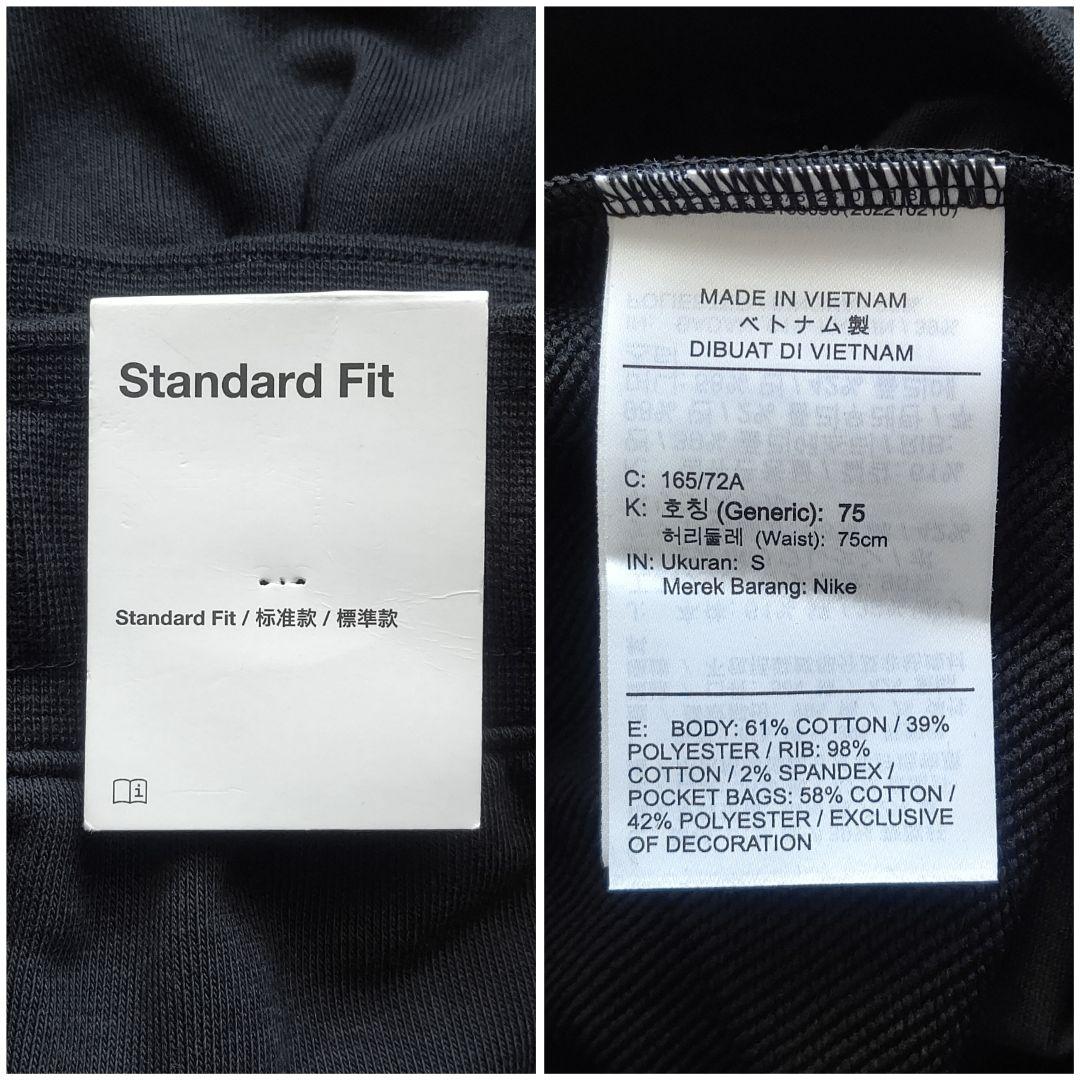 Standard Fit
Standard Fit / 标准款 / 標準款
MADE IN VIETNAM
ベトナム製
DIBUAT DI VIETNAM
C: 165/72A
K: 호칭 (Generic): 75
허리둘레 (Waist): 75cm
IN: Ukuran: S
Merek Barang: Nike
E: BODY: 61% COTTON / 39%
POLYESTER / RIB: 98%
COTTON / 2% SPANDEX /
POCKET BAGS: 58% COTTON /
42% POLYESTER / EXCLUSIVE
OF DECORATION